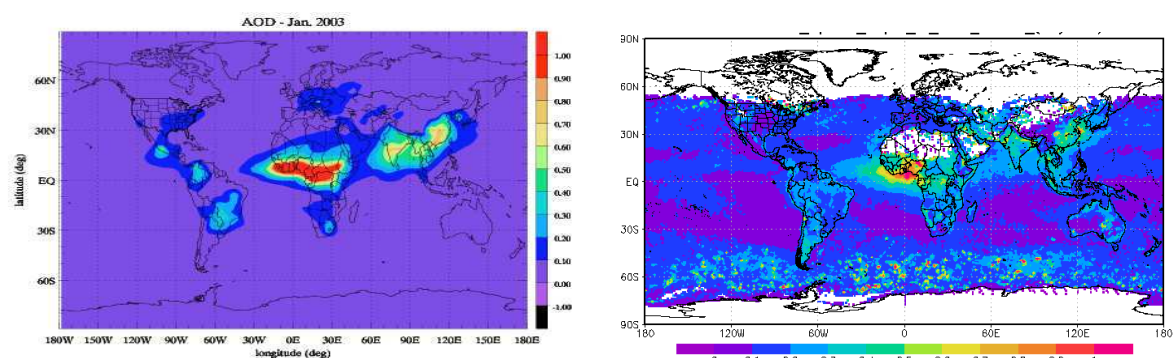 AOD - Jan. 2003
1.00
0.90
0.80
0.70
0.60
0.50
0.40
0.30
0.20
0.10
0.00
-1.00
latitude (deg)
60N
30N
EQ
30S
60S
180W 150W 120W 90W 60W 30W 0E 30E 60E 90E 120E 150E 180E
longitude (deg)
90N
60N
30N
EQ
30S
60S
90S
180 120W 60W 0 60E 120E 180